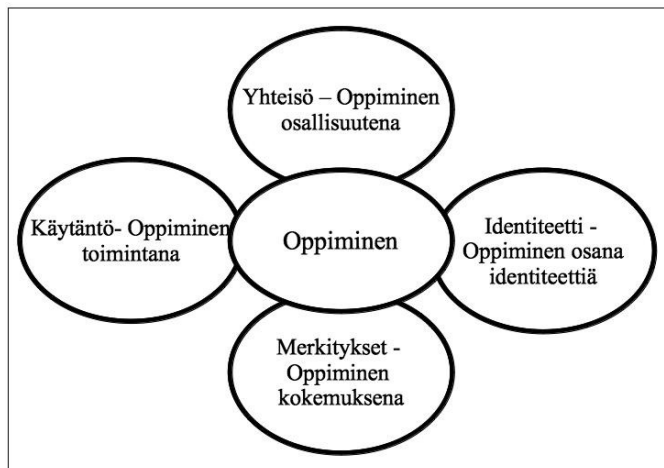 Yhteisö – Oppiminen
osallisuutena
Käytäntö- Oppiminen
toimintana
Oppiminen
Identiteetti -
Oppiminen osana
identiteettiä
Merkitykset -
Oppiminen
kokemuksena